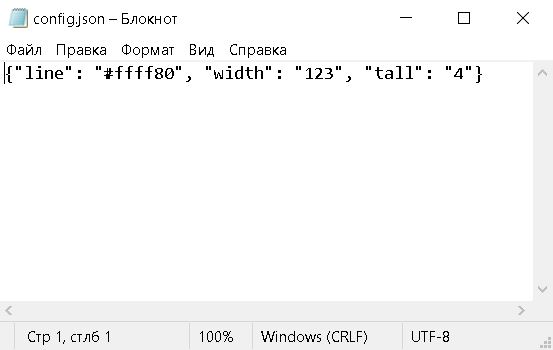 config.json – Блокнот
Файл Правка Формат Вид Справка
{"line": "#ffff80", "width": "123", "tall": "4"}
Стр 1, стлб 1 100% Windows (CRLF) UTF-8